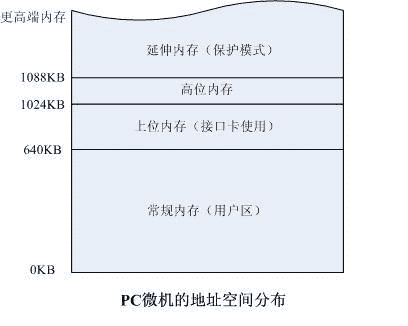 更高端内存
延伸内存（保护模式）
1088KB
高位内存
1024KB
上位内存（接口卡使用）
640KB
常规内存（用户区）
0KB
PC微机的地址空间分布